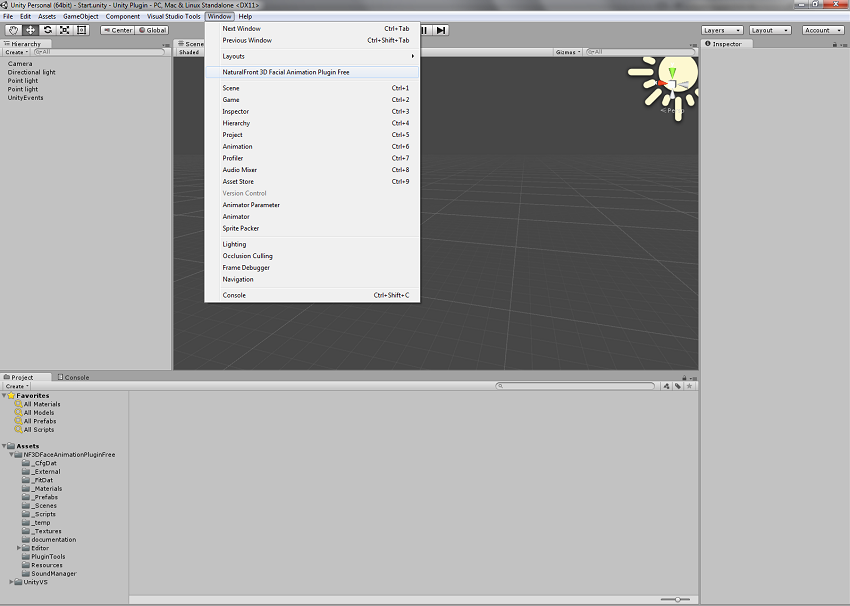 Unity Personal (64bit) - Start.unity - Unity Plugin - PC, Mac & Linux Standalone <DX11>
File Edit Assets GameObject Component Visual Studio Tools Window Help
Center Global Layers Layout Account
Hierarchy
Create All
Camera
Directional light
Point light
Point light
UnityEvents
Scene
Shaded
Next Window Ctrl+Tab
Previous Window Ctrl+Shift+Tab
Layouts
NaturalFront 3D Facial Animation Plugin Free
Scene Ctrl+1
Game Ctrl+2
Inspector Ctrl+3
Hierarchy Ctrl+4
Project Ctrl+5
Animation Ctrl+6
Profiler Ctrl+7
Audio Mixer Ctrl+8
Asset Store Ctrl+9
Version Control
Animator Parameter
Animator
Sprite Packer
Lighting
Occlusion Culling
Frame Debugger
Navigation
Console Ctrl+Shift+C
Gizmos All
Persp
Inspector
Project Console
Create
Favorites
All Materials
All Models
All Prefabs
All Scripts
Assets
NF3DFaceAnimationPluginFree
_CfgDat
_External
_FitDat
_Materials
_Prefabs
_Scenes
_Scripts
_temp
_Textures
documentation
Editor
PluginTools
Resources
SoundManager
UnityVS